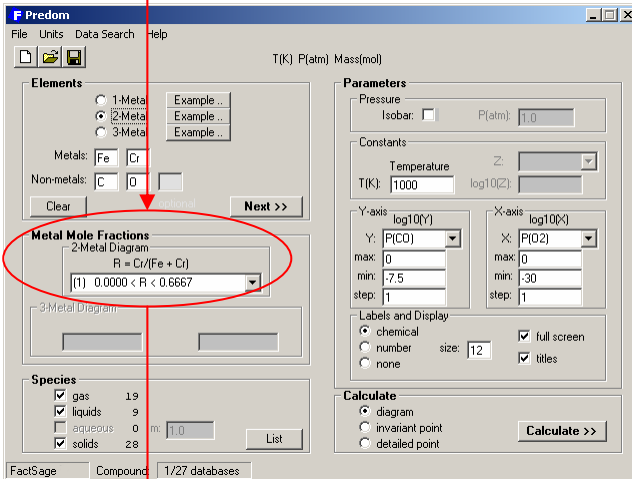 Predom
File Units Data Search Help
T(K) P(atm) Mass(mol)
Elements
1-Metal Example ..
2-Metal Example ..
3-Metal Example ..
Metals: Fe Cr
Non-metals: C O
optional
Clear Next >>
Metal Mole Fractions
2-Metal Diagram
R = Cr/(Fe + Cr)
(1) 0.0000 < R < 0.6667
3-Metal Diagram
Species
gas 19
liquids 9
aqueous 0 m: 1.0
solids 28
List
Parameters
Pressure
Isobar: P(atm): 1.0
Constants
Temperature
Z:
T(K): 1000 log10(Z):
Y-axis log10(Y)
Y: P(CO)
max: 0
min: -7.5
step: 1
X-axis log10(X)
X: P(O2)
max: 0
min: -30
step: 1
Labels and Display
chemical
number
none
size: 12
full screen
titles
Calculate
diagram
invariant point
detailed point
Calculate >>
FactSage Compound: 1/27 databases